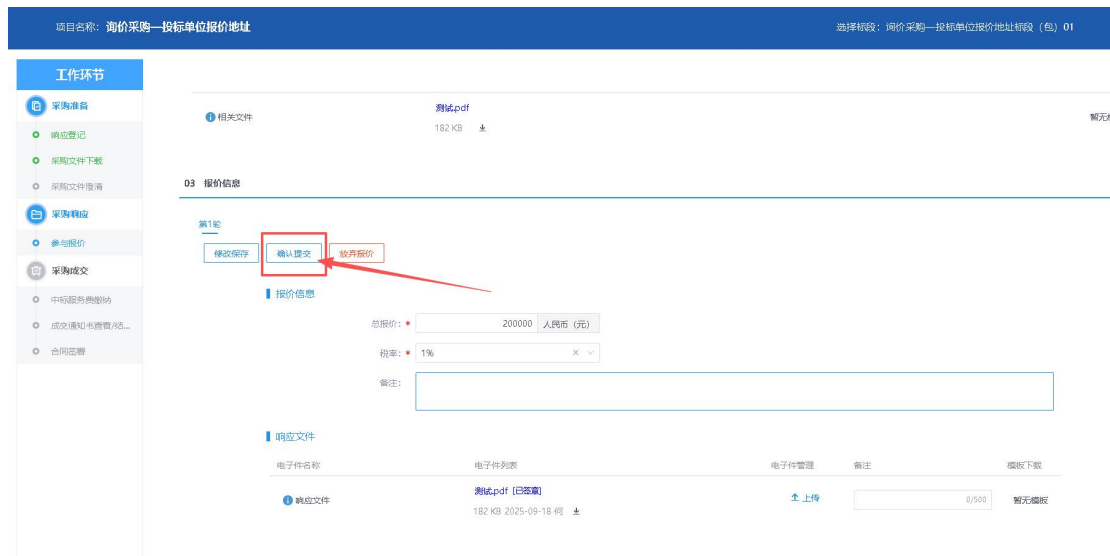 项目名称: 询价采购—投标单位报价地址
选择标段: 询价采购—投标单位报价地址标段 (包) 01
工作环节
采购准备
响应登记
采购文件下载
采购文件澄清
采购响应
参与报价
采购成交
中标服务费缴纳
成交通知书查看/结...
合同签署
相关文件
测试.pdf
182 KB
03 报价信息
第1轮
修改保存 确认提交 放弃报价
报价信息
总报价: * 200000 人民币 (元)
税率: * 1%
备注:
响应文件
电子件名称 电子件列表 电子件管理 备注 模板下载
响应文件 测试.pdf [已签章] 上传 0/500 暂无模板
182 KB 2025-09-18 何